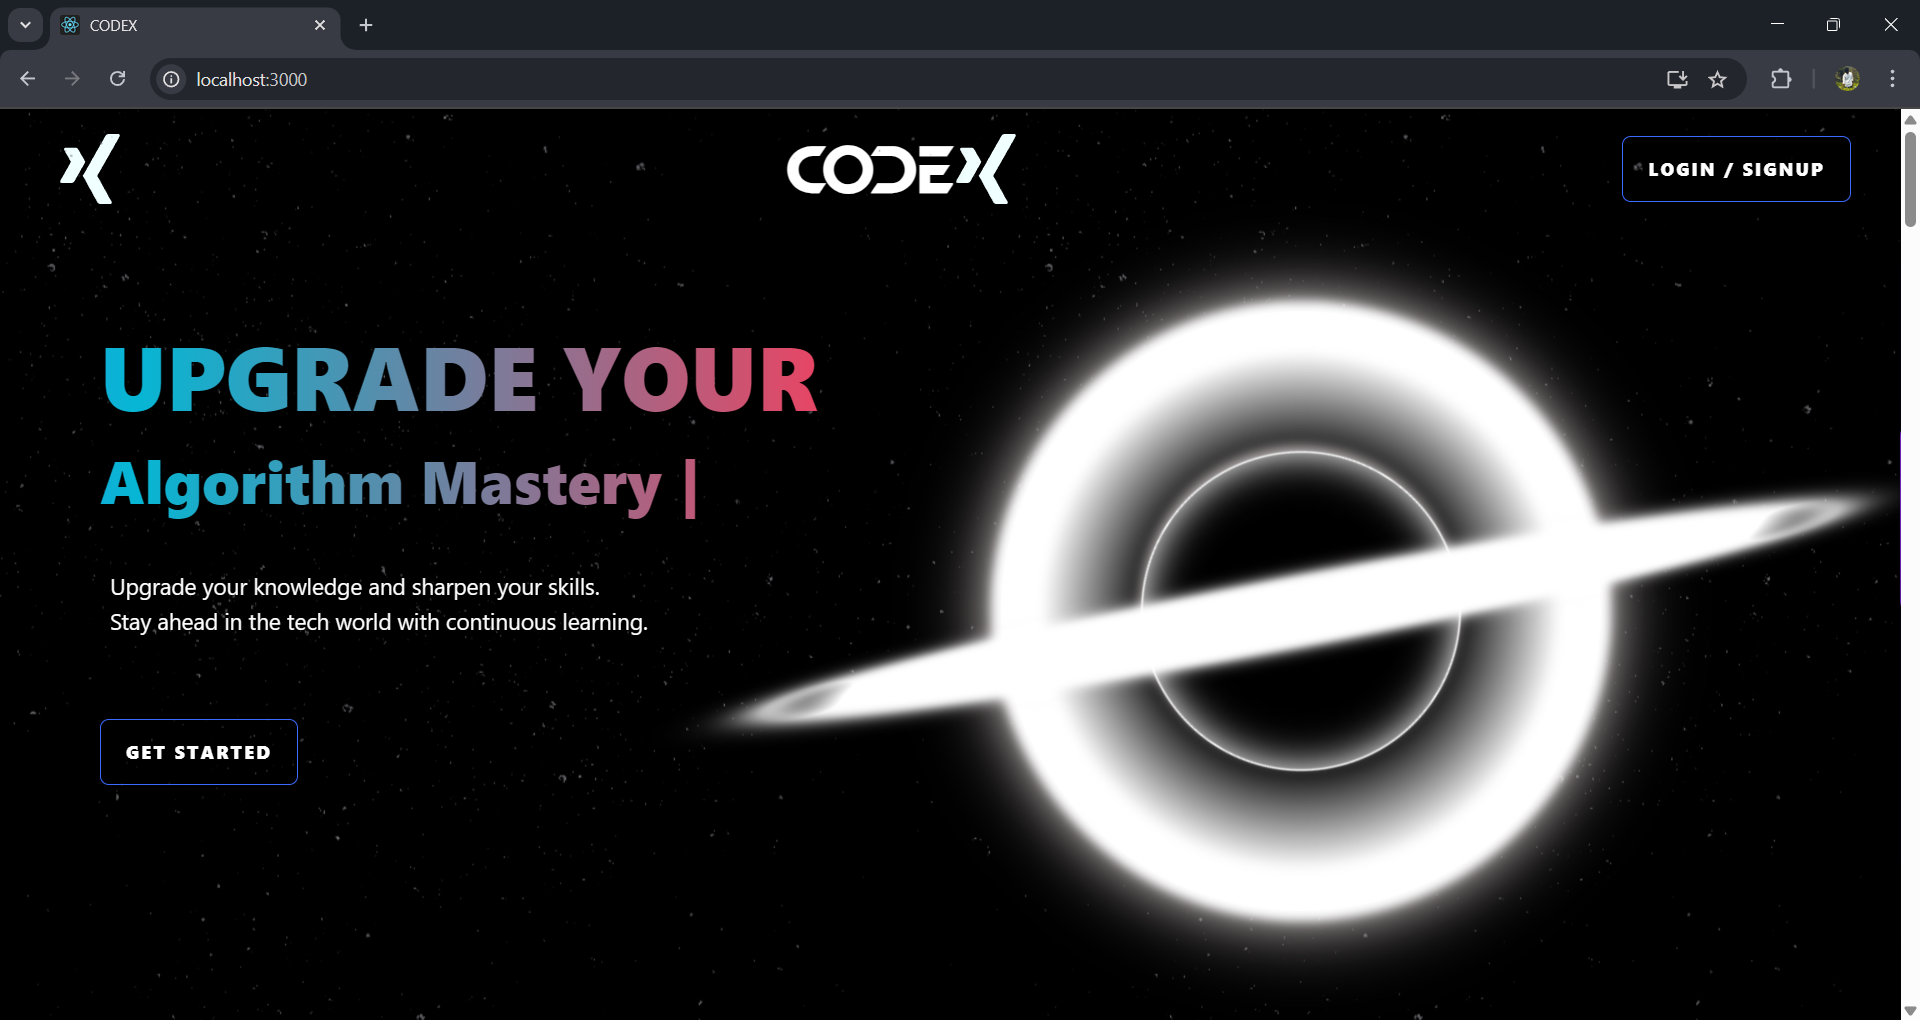 CODEX
localhost:3000
CODEX
LOGIN / SIGNUP
UPGRADE YOUR
Algorithm Mastery |
Upgrade your knowledge and sharpen your skills.
Stay ahead in the tech world with continuous learning.
GET STARTED